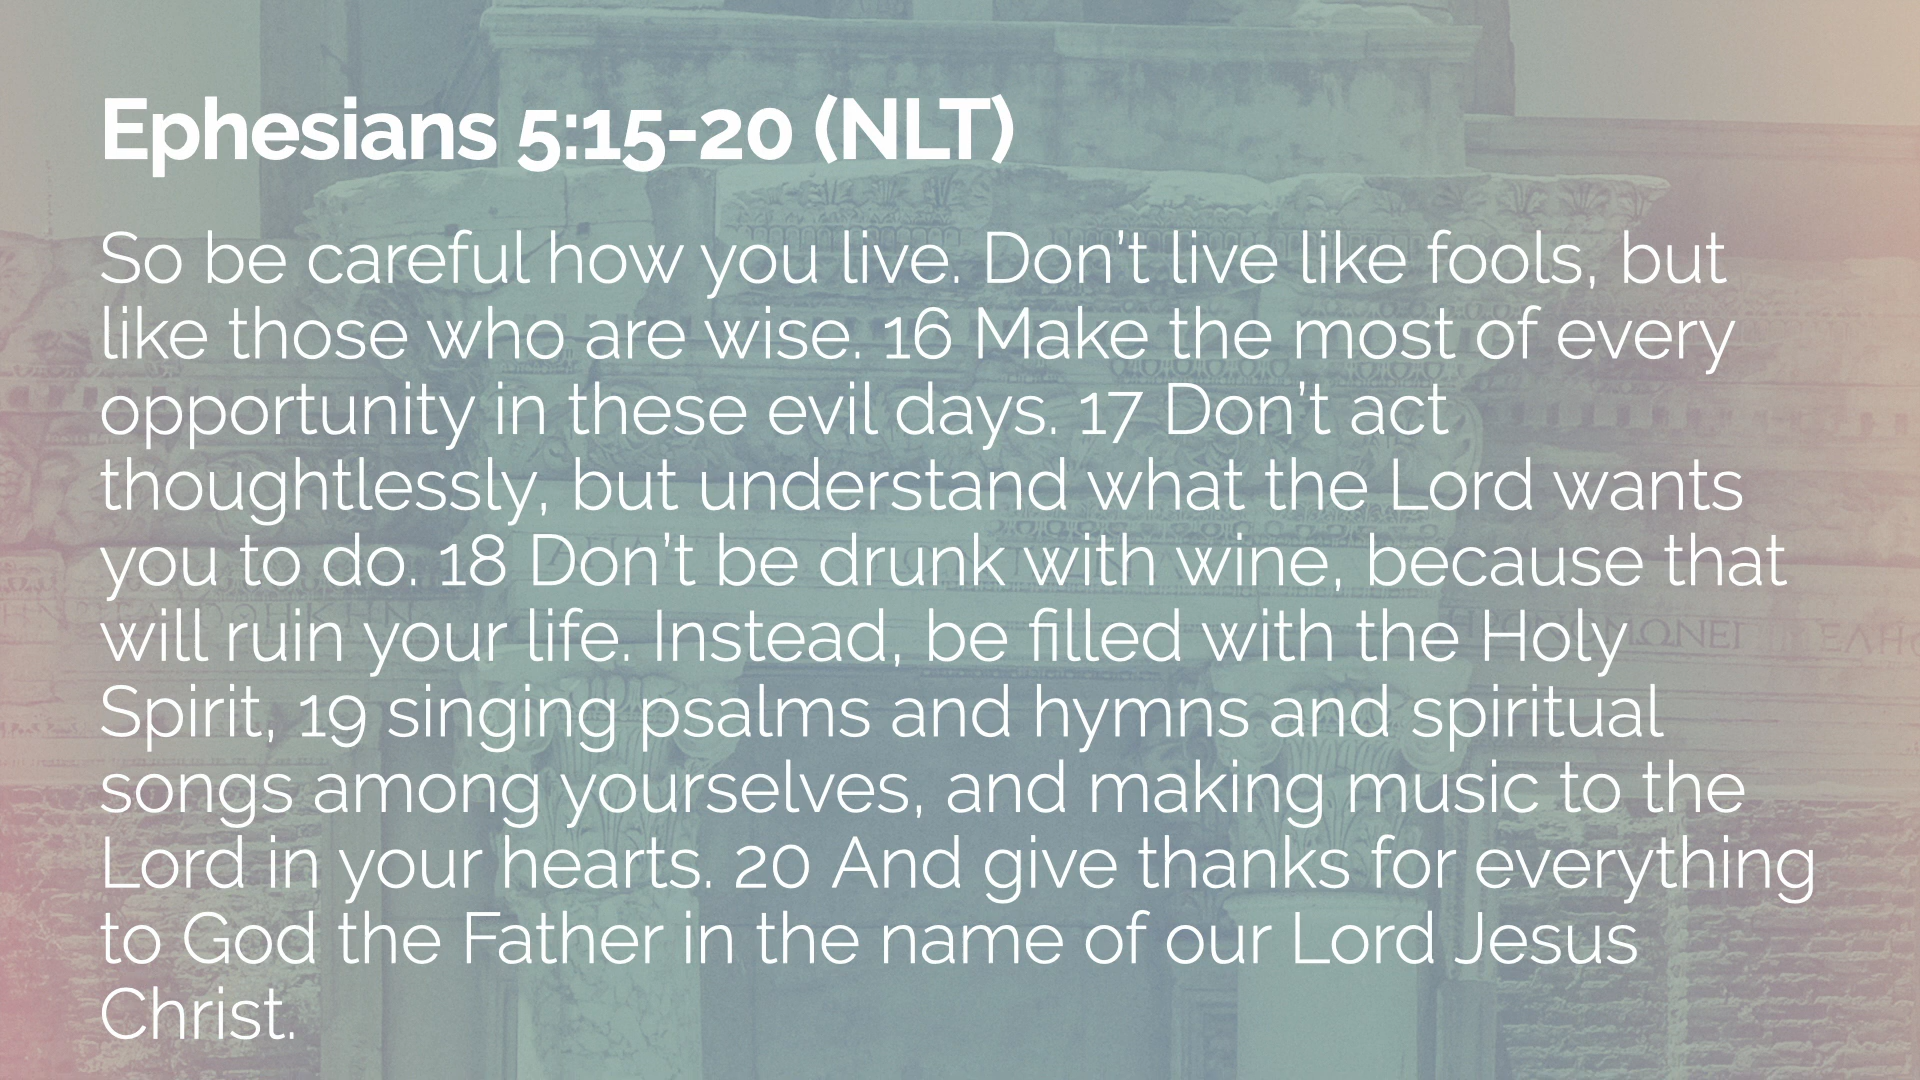 Ephesians 5:15-20 (NLT)
So be careful how you live. Don’t live like fools, but
like those who are wise. 16 Make the most of every
opportunity in these evil days. 17 Don’t act
thoughtlessly, but understand what the Lord wants
you to do. 18 Don’t be drunk with wine, because that
will ruin your life. Instead, be filled with the Holy
Spirit, 19 singing psalms and hymns and spiritual
songs among yourselves, and making music to the
Lord in your hearts. 20 And give thanks for everything
to God the Father in the name of our Lord Jesus
Christ.